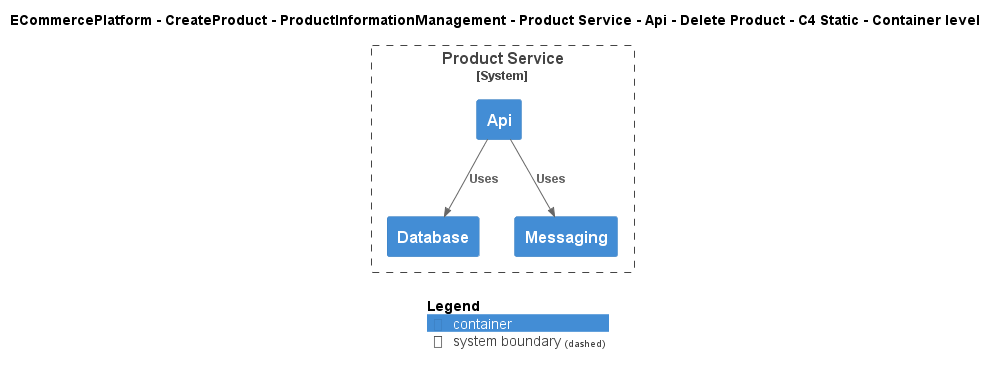 ECommercePlatform - CreateProduct - ProductInformationManagement - Product Service - Api - Delete Product - C4 Static - Container level
Product Service
[System]
Api
Uses
Uses
Database
Messaging
Legend
container
system boundary (dashed)